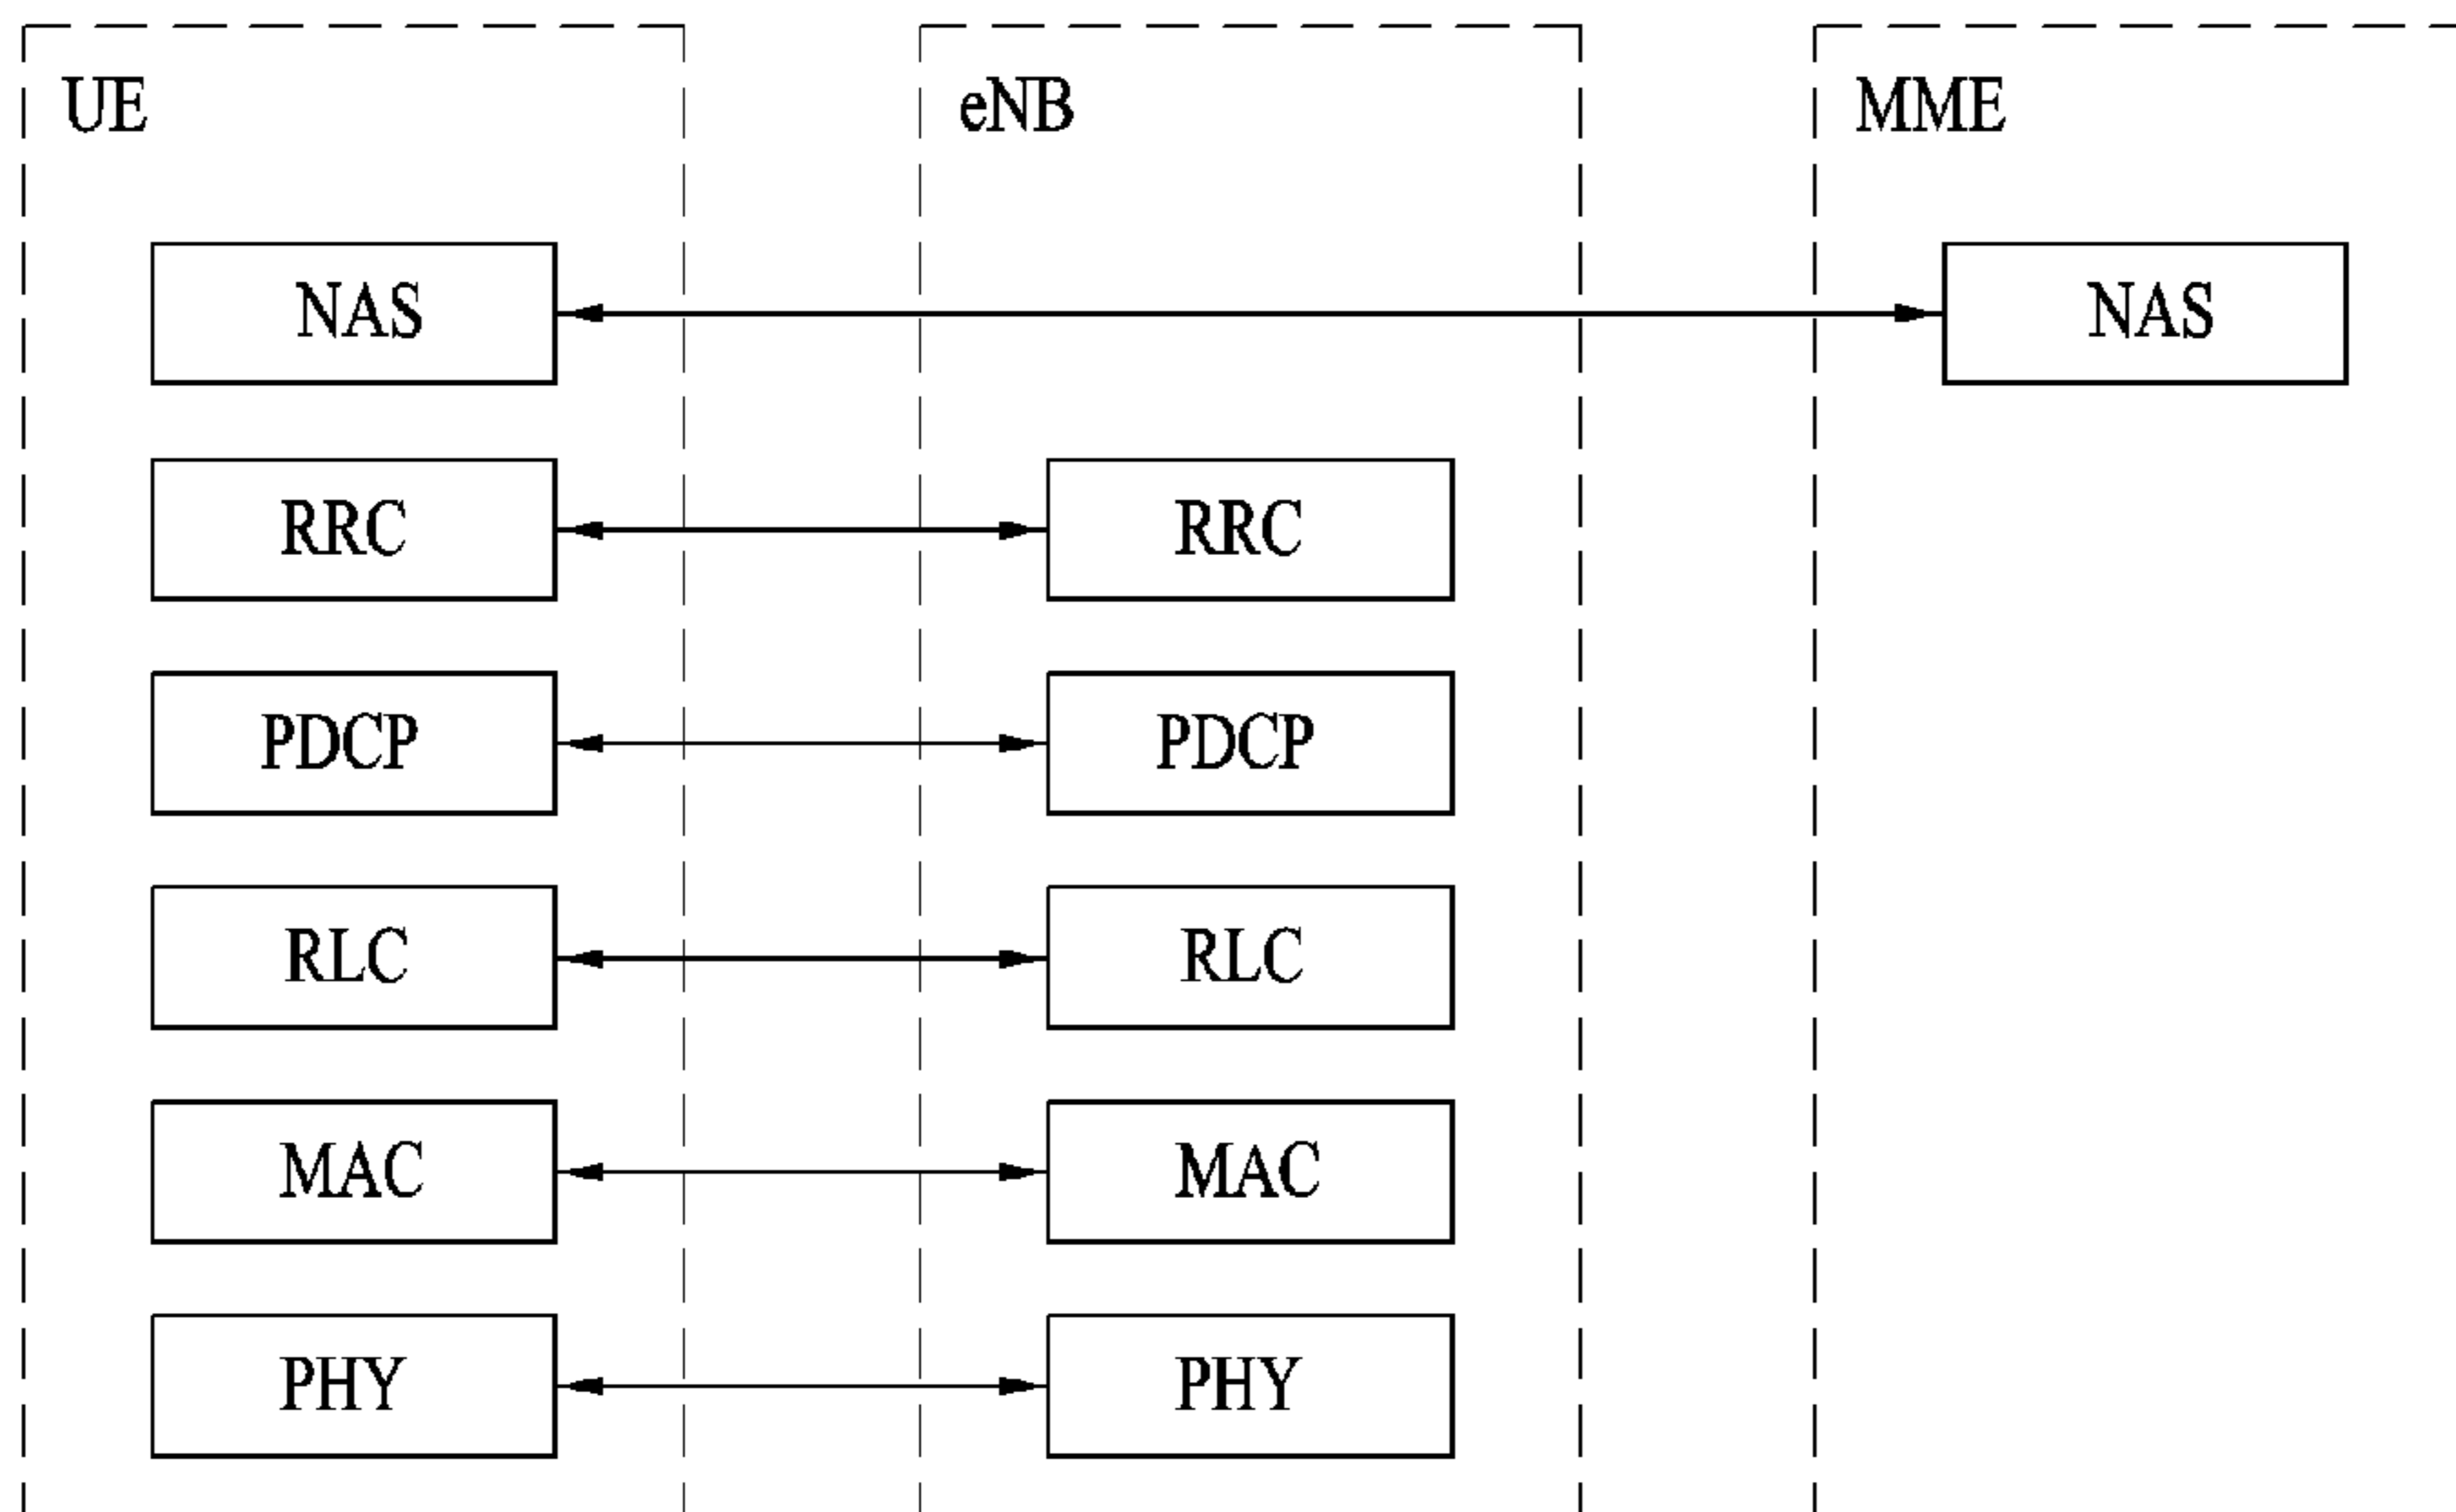 UE eNB MME
NAS NAS
RRC RRC
PDCP PDCP
RLC RLC
MAC MAC
PHY PHY